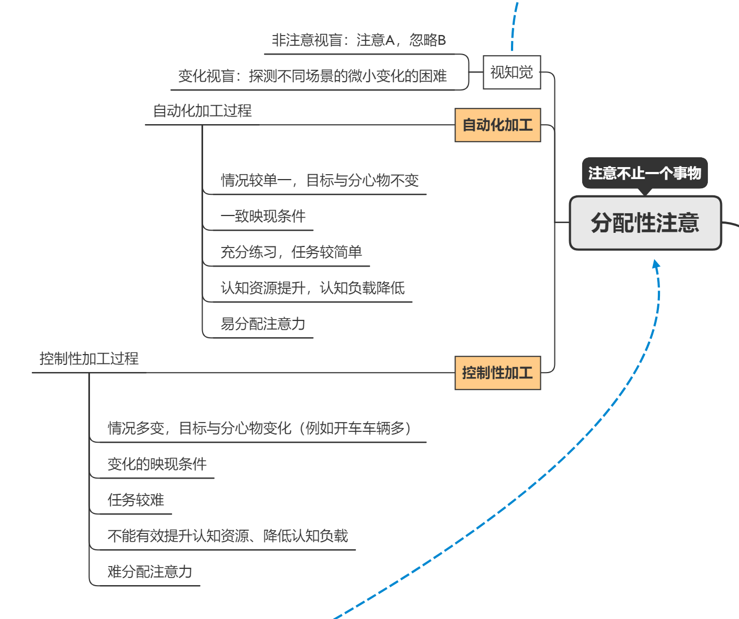 非注意视盲：注意A，忽略B
视知觉
变化视盲：探测不同场景的微小变化的困难
自动化加工过程
自动化加工
注意不止一个事物
分配性注意
情况较单一，目标与分心物不变
一致映现条件
充分练习，任务较简单
认知资源提升，认知负载降低
易分配注意力
控制性加工过程
控制性加工
情况多变，目标与分心物变化（例如开车车辆多）
变化的映现条件
任务较难
不能有效提升认知资源、降低认知负载
难分配注意力